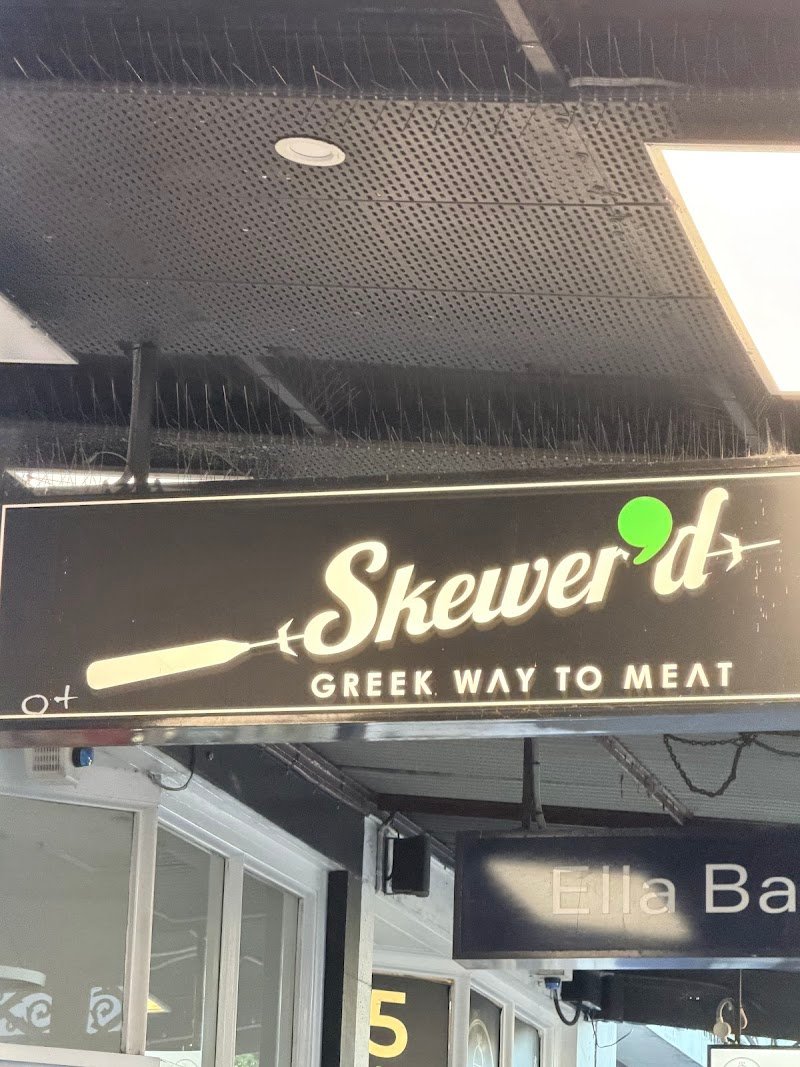 Skewer'd
GREEK WAY TO MEAT
O+
Ella Ba
5